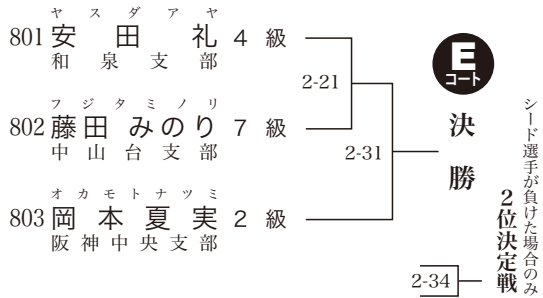 ヤスダアヤ
801 安田 礼 4 級
和泉支部
フジタミノリ
802 藤田 みのり 7 級
中山台支部
オカモトナツミ
803 岡本夏実 2 級
阪神中央支部
2-21
2-31
E
コート
決勝
シード選手が負けた場合のみ
2位決定戦
2-34